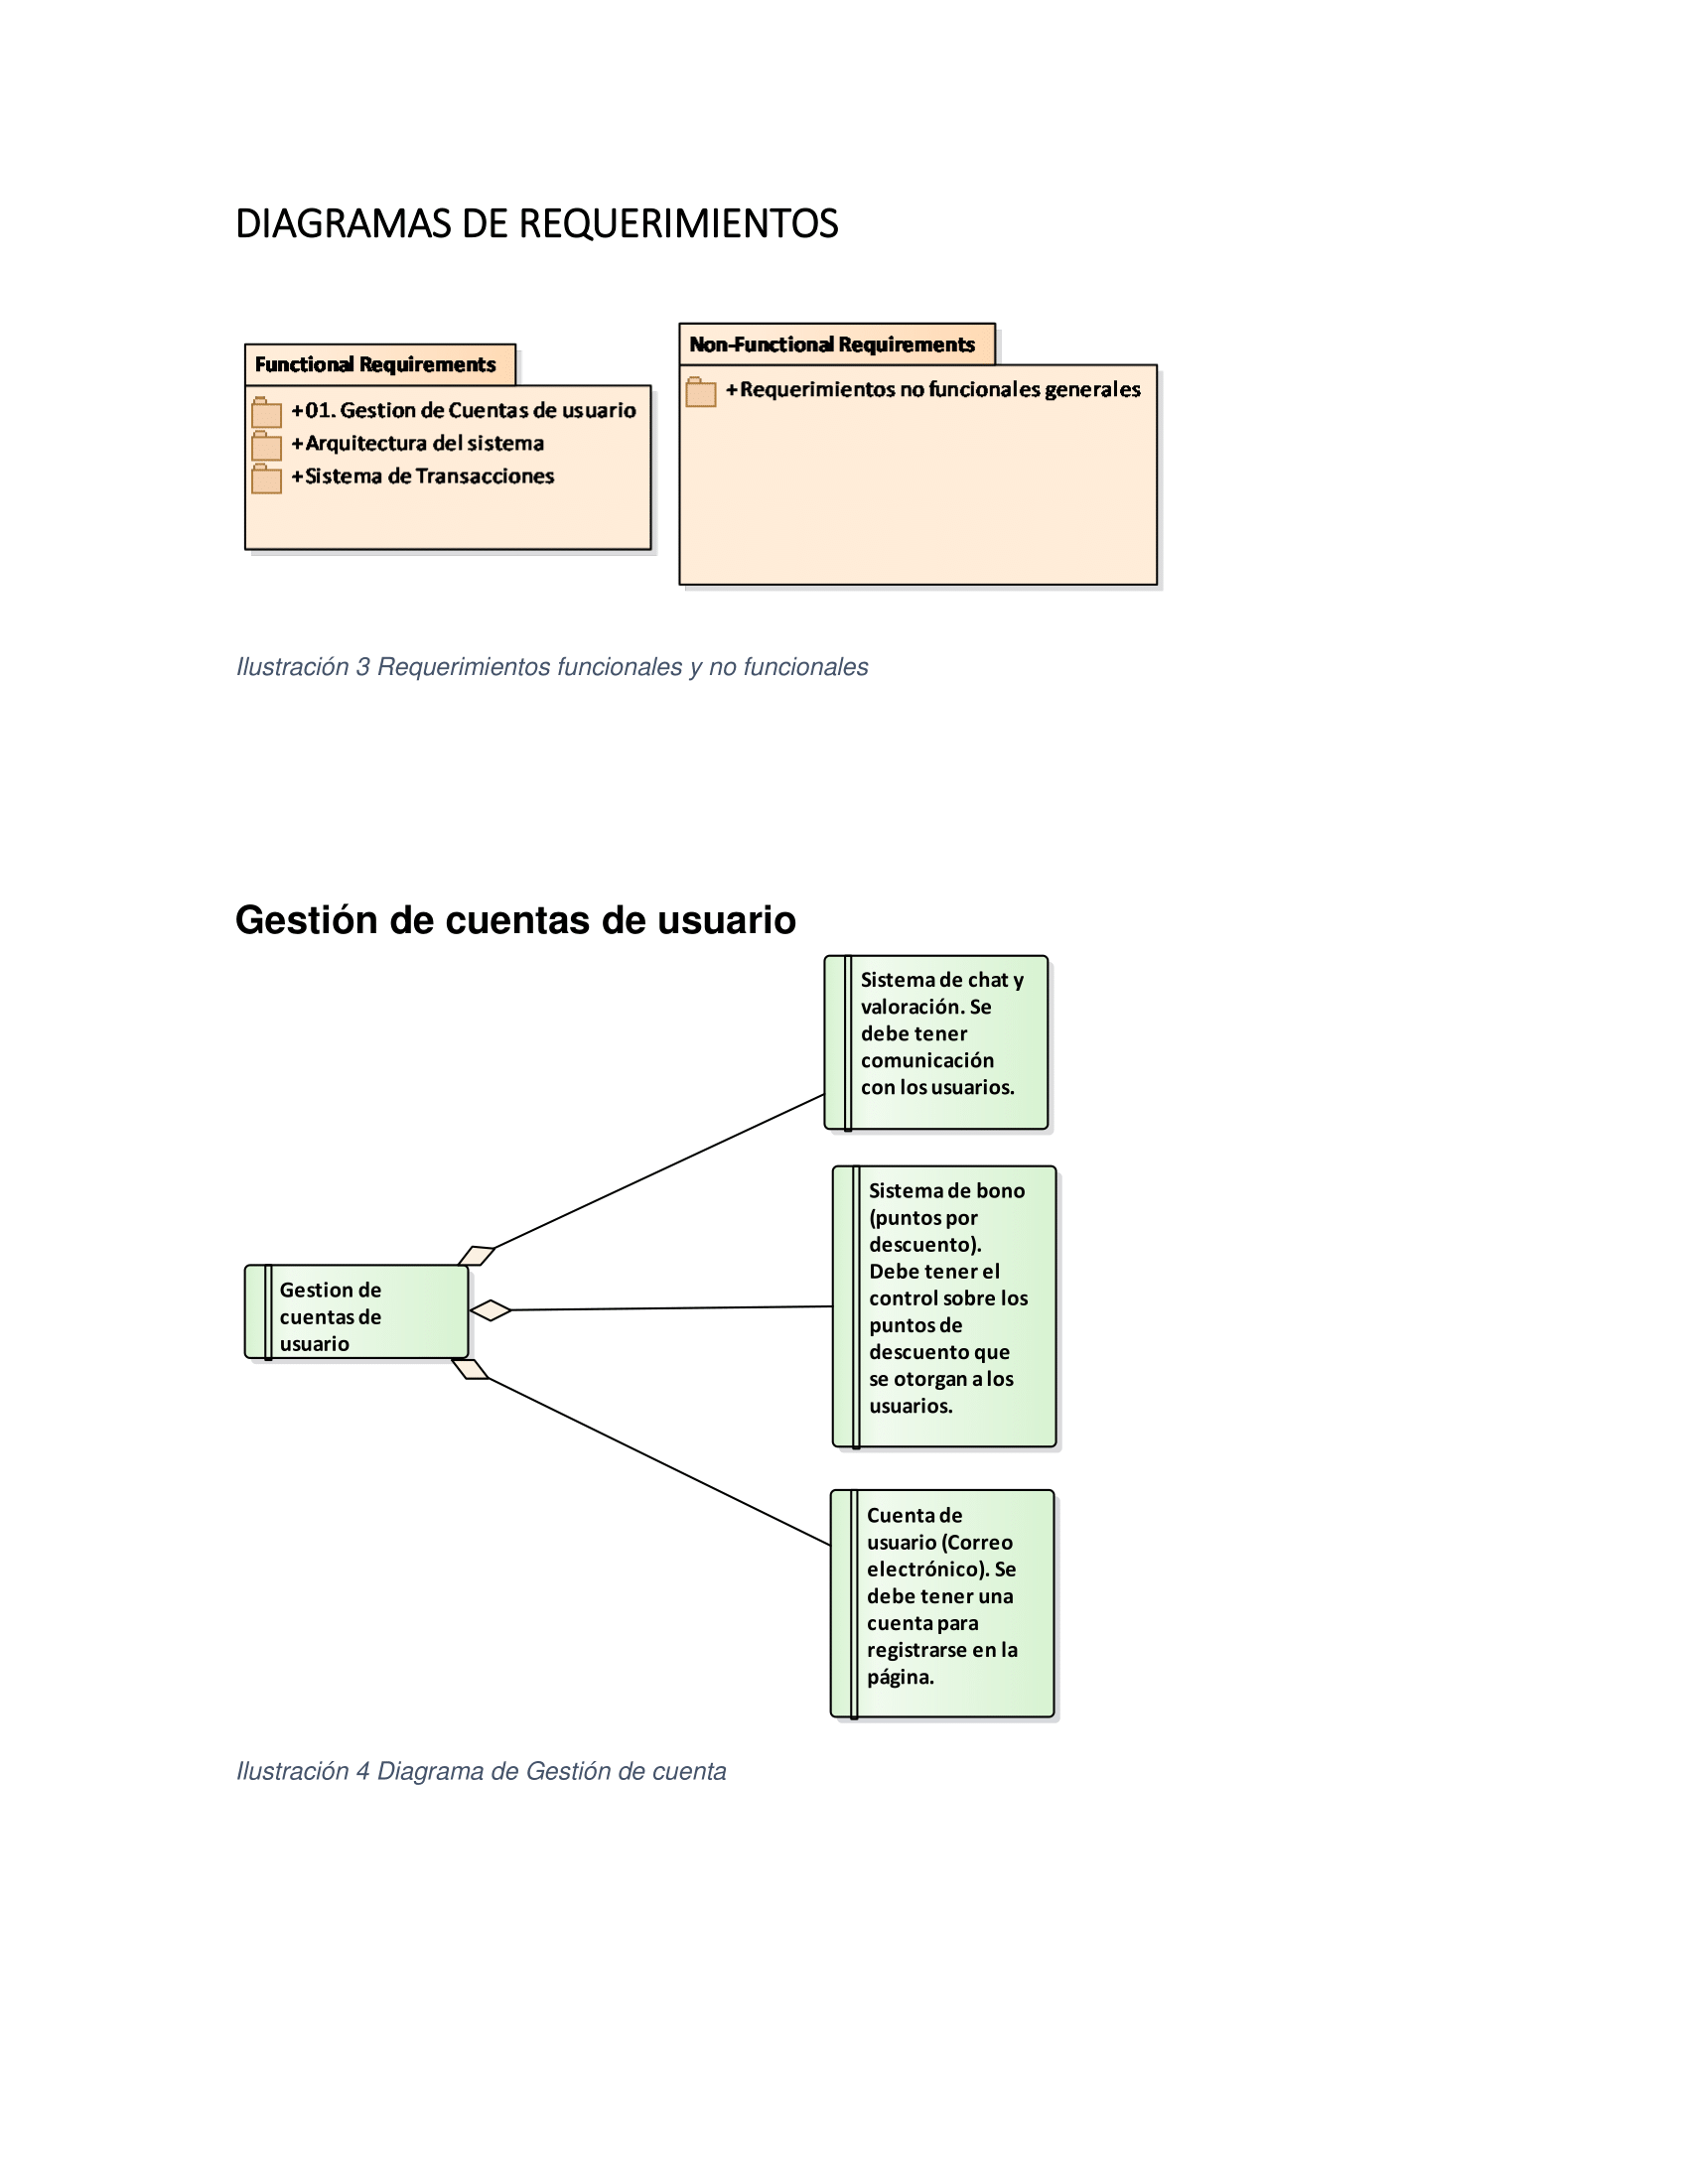 DIAGRAMAS DE REQUERIMIENTOS
Functional Requirements
+01. Gestion de Cuentas de usuario
+Arquitectura del sistema
+Sistema de Transacciones
Non-Functional Requirements
+Requerimientos no funcionales generales
Ilustración 3 Requerimientos funcionales y no funcionales
Gestión de cuentas de usuario
Sistema de chat y
valoración. Se
debe tener
comunicación
con los usuarios.
Sistema de bono
(puntos por
descuento).
Debe tener el
control sobre los
puntos de
descuento que
se otorgan a los
usuarios.
Gestion de
cuentas de
usuario
Cuenta de
usuario (Correo
electrónico). Se
debe tener una
cuenta para
registrarse en la
página.
Ilustración 4 Diagrama de Gestión de cuenta